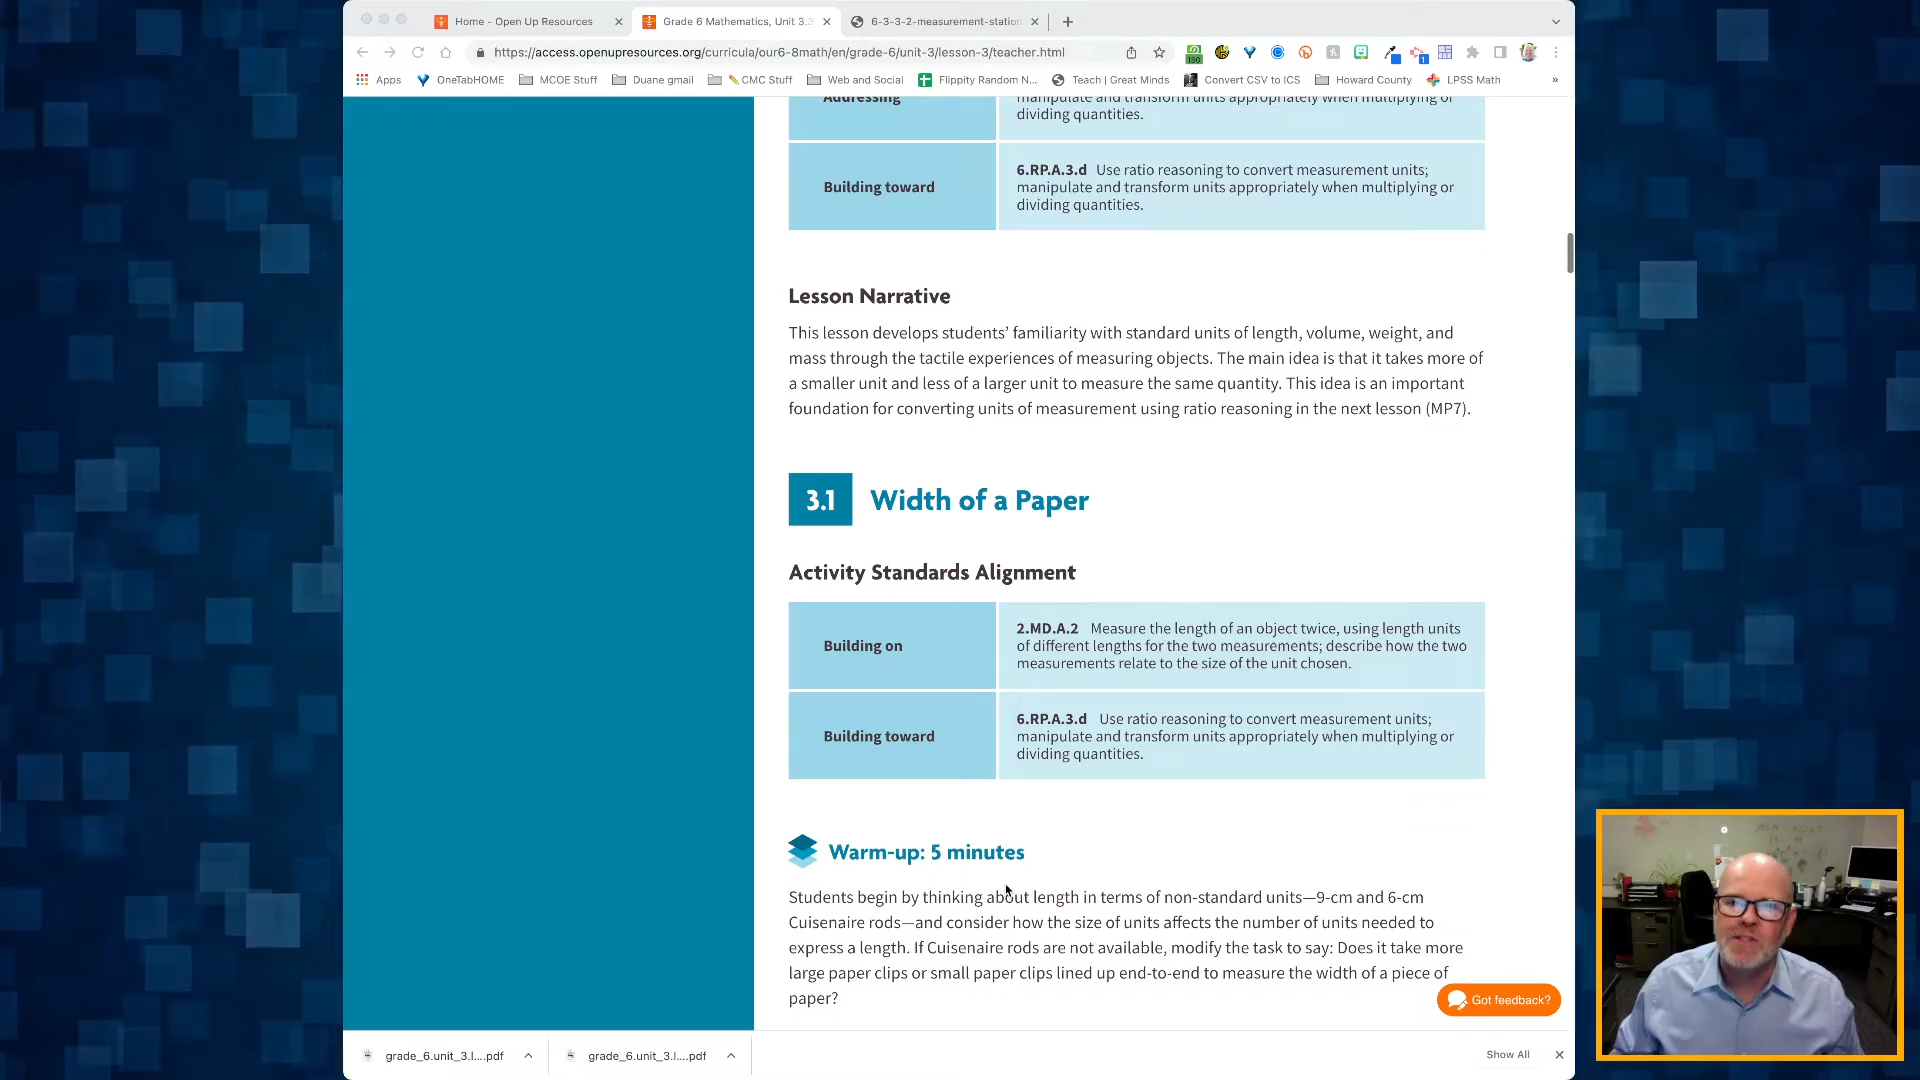 Home - Open Up Resources
Grade 6 Mathematics, Unit 3.3
6-3-3-2-measurement-station
https://access.openupresources.org/curricula/our6-8math/en/grade-6/unit-3/lesson-3/teacher.html
150
1
Apps OneTabHOME MCOE Stuff Duane gmail CMC Stuff Web and Social Flippity Random N... Teach | Great Minds Convert CSV to ICS Howard County LPSS Math »
Addressing
manipulate and transform units appropriately when multiplying or
dividing quantities.
Building toward
6.RP.A.3.d Use ratio reasoning to convert measurement units;
manipulate and transform units appropriately when multiplying or
dividing quantities.
Lesson Narrative
This lesson develops students’ familiarity with standard units of length, volume, weight, and
mass through the tactile experiences of measuring objects. The main idea is that it takes more of
a smaller unit and less of a larger unit to measure the same quantity. This idea is an important
foundation for converting units of measurement using ratio reasoning in the next lesson (MP7).
3.1 Width of a Paper
Activity Standards Alignment
Building on
2.MD.A.2 Measure the length of an object twice, using length units
of different lengths for the two measurements; describe how the two
measurements relate to the size of the unit chosen.
Building toward
6.RP.A.3.d Use ratio reasoning to convert measurement units;
manipulate and transform units appropriately when multiplying or
dividing quantities.
Warm-up: 5 minutes
Students begin by thinking about length in terms of non-standard units—9-cm and 6-cm
Cuisenaire rods—and consider how the size of units affects the number of units needed to
express a length. If Cuisenaire rods are not available, modify the task to say: Does it take more
large paper clips or small paper clips lined up end-to-end to measure the width of a piece of
paper?
Got feedback?
grade_6.unit_3.l....pdf
grade_6.unit_3.l....pdf
Show All